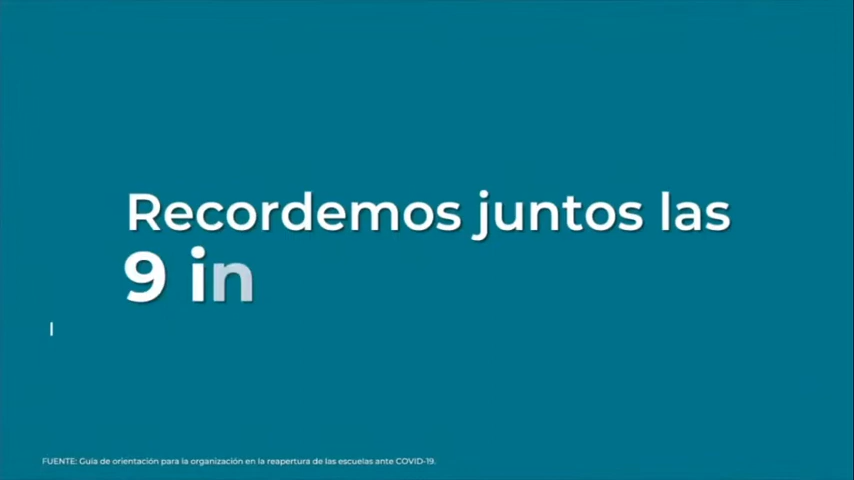 Recordemos juntos las
9 in
FUENTE: Guía de orientación para la organización en la reapertura de las escuelas ante COVID-19.